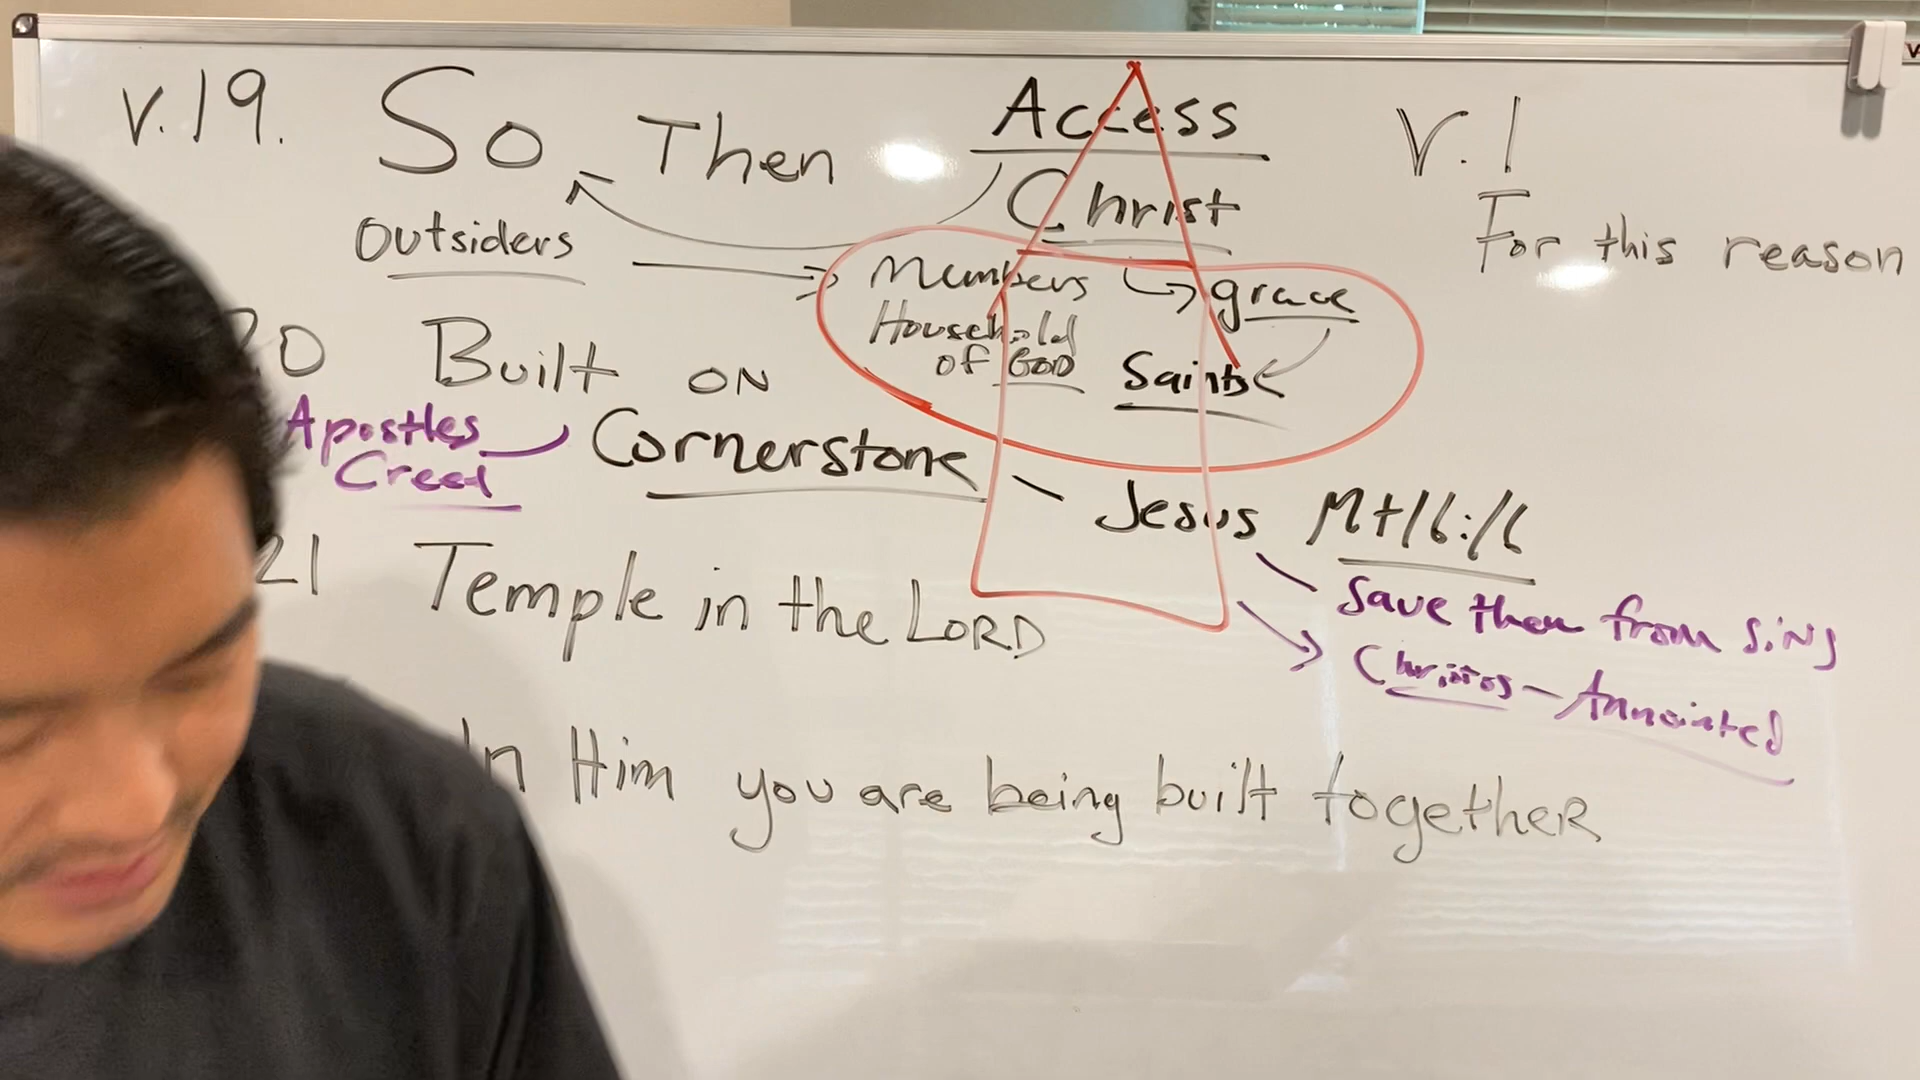 v.19. So Then Access v.1
Christ
For this reason
Outsiders
Members grace
Household
of GOD Saints
20 Built ON
Apostles
Creed
Cornerstone
Jesus Mt 16:16
21 Temple in the LORD
Save them from sins
Christos - Annointed
In Him you are being built together